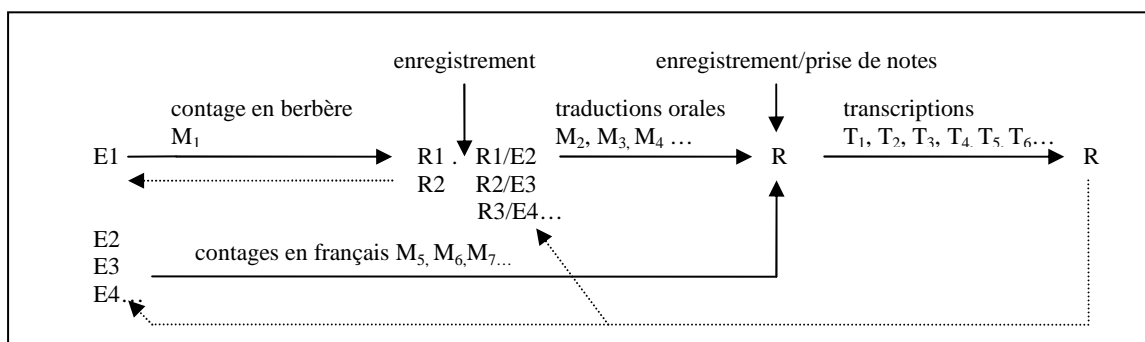 enregistrement enregistrement/prise de notes
contage en berbère traductions orales transcriptions
M₁ M₂, M₃, M₄ … T₁, T₂, T₃, T₄, T₅, T₆…
E1 R1 . R1/E2 R R
R2 R2/E3
R3/E4…
E2
contages en français M₅, M₆,M₇…
E3
E4…